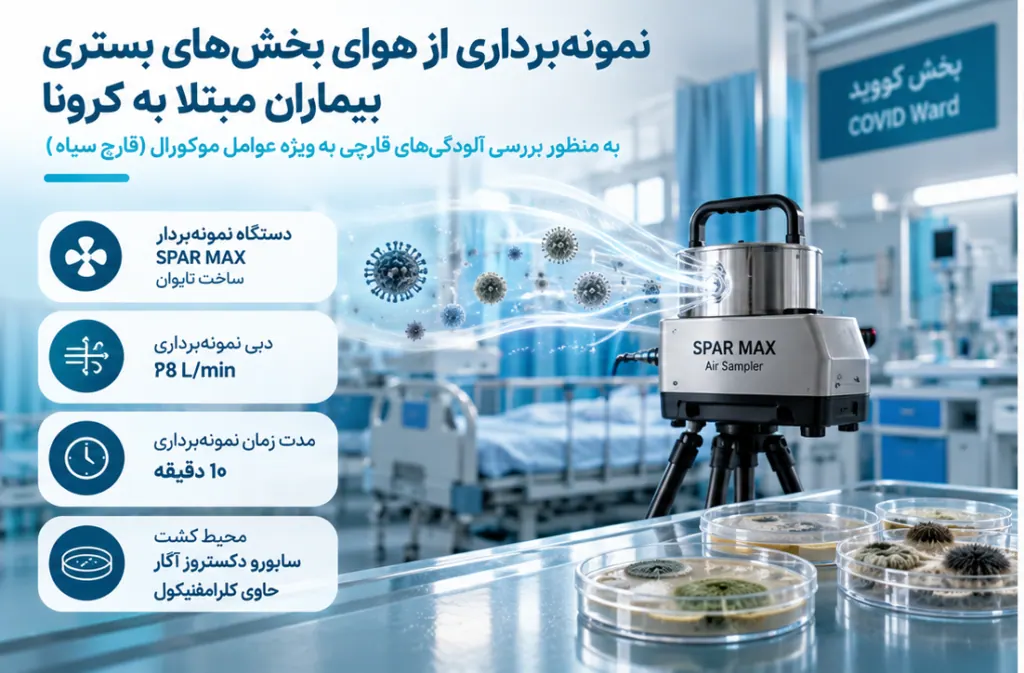 نمونه‌برداری از هوای بخش‌های بستری
بیماران مبتلا به کرونا
به منظور بررسی آلودگی‌های قارچی به ویژه عوامل موکورال (قارچ سیاه)
بخش کووید
COVID Ward
دستگاه نمونه‌بردار
SPAR MAX
ساخت تایوان
دبی نمونه‌برداری
۲8 L/min
مدت زمان نمونه‌برداری
۱۰ دقیقه
محیط کشت
سابورو دکستروز آگار
حاوی کلرامفنیکول
SPAR MAX
Air Sampler